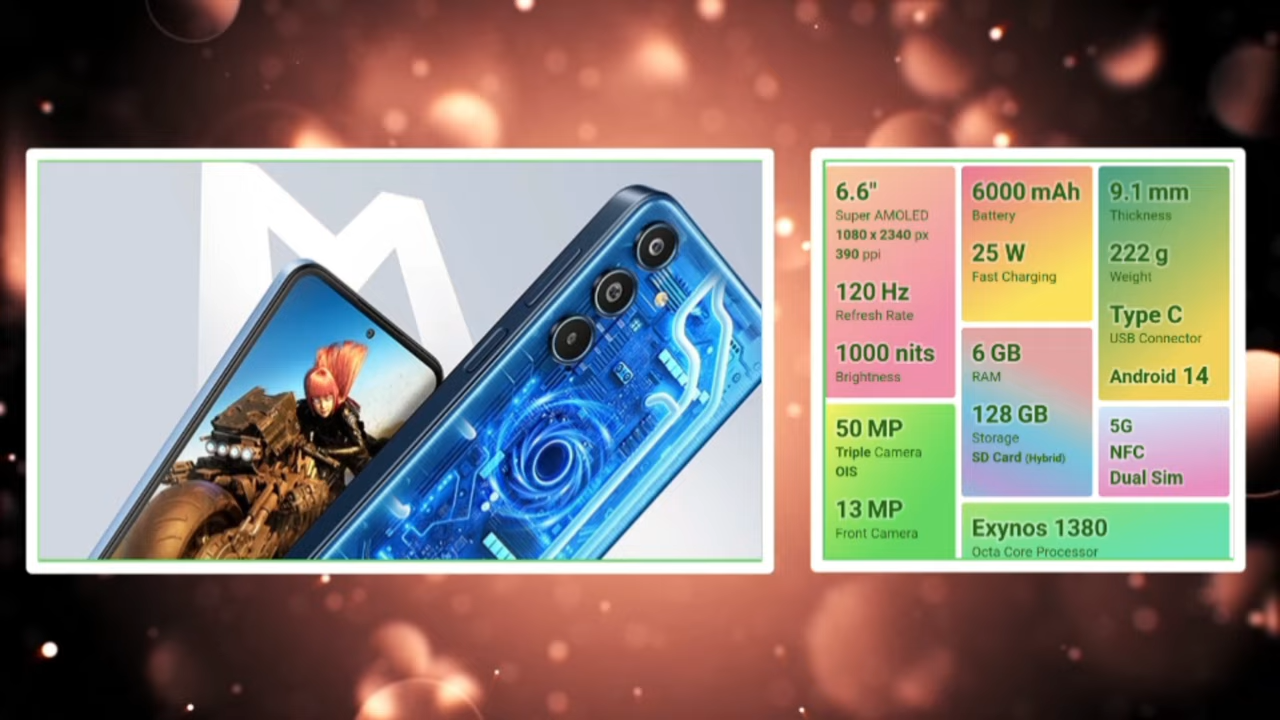 M
6.6"
Super AMOLED
1080 x 2340 px
390 ppi
120 Hz
Refresh Rate
1000 nits
Brightness
50 MP
Triple Camera
OIS
13 MP
Front Camera
6000 mAh
Battery
25 W
Fast Charging
6 GB
RAM
128 GB
Storage
SD Card (Hybrid)
9.1 mm
Thickness
222 g
Weight
Type C
USB Connector
Android 14
5G
NFC
Dual Sim
Exynos 1380
Octa Core Processor